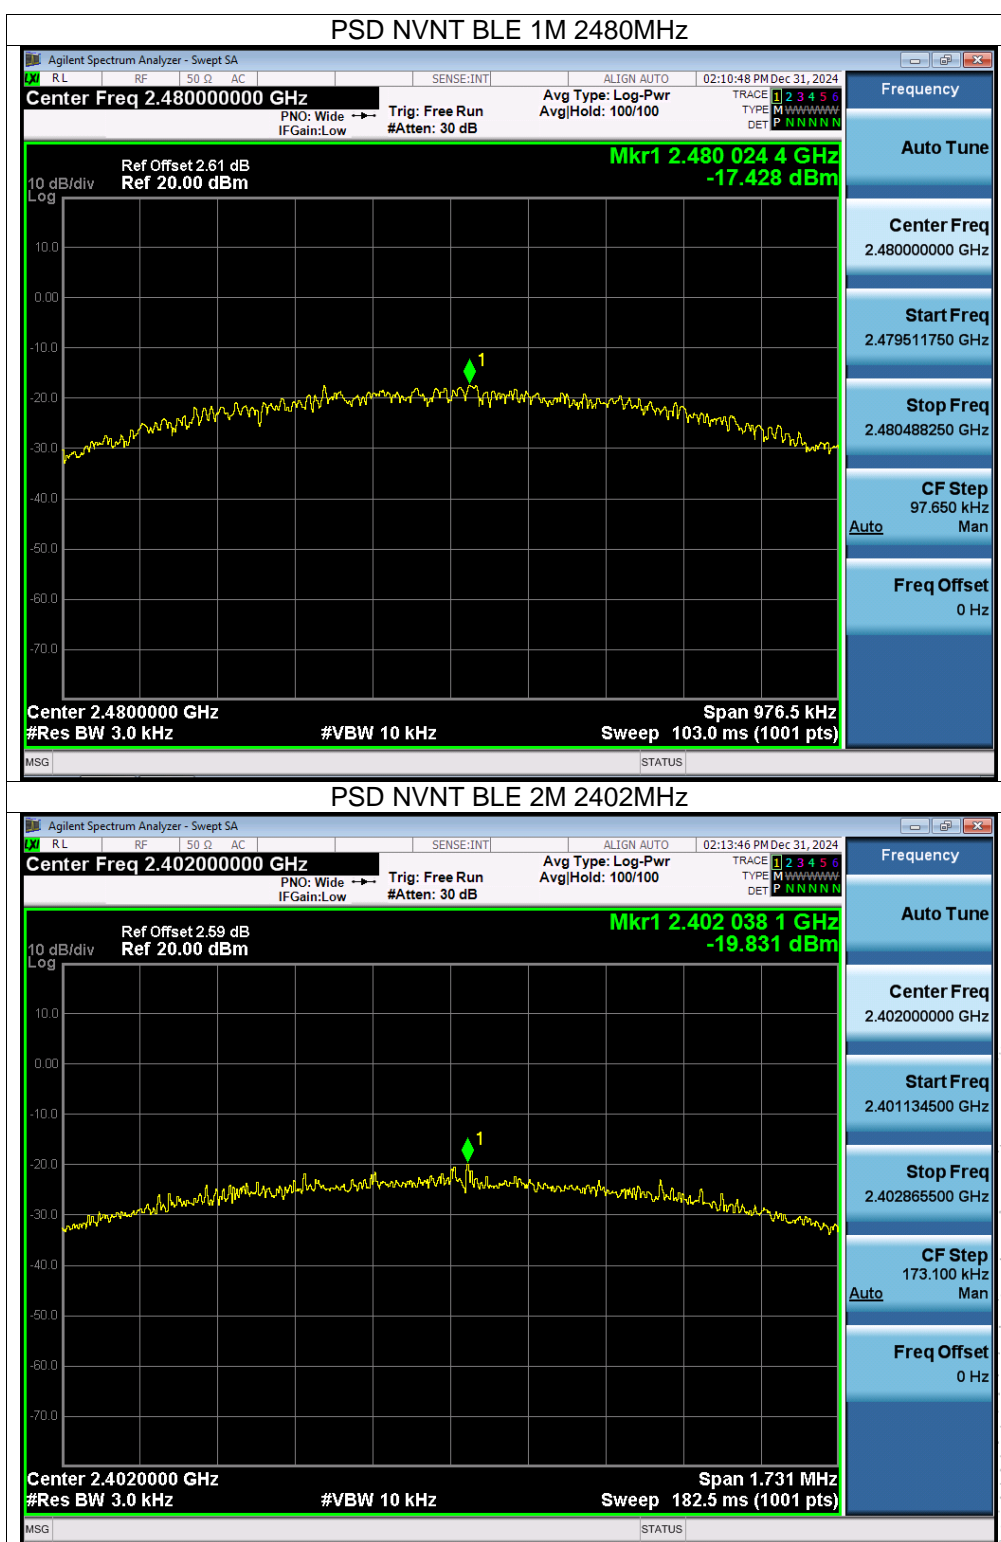 PSD NVNT BLE 1M 2480MHz
Agilent Spectrum Analyzer - Swept SA
LXI RL RF 50 Ω AC SENSE:INT ALIGN AUTO 02:10:48 PM Dec 31, 2024
Center Freq 2.480000000 GHz
PNO: Wide
IFGain:Low
Trig: Free Run
#Atten: 30 dB
Avg Type: Log-Pwr
Avg|Hold: 100/100
TRACE 1 2 3 4 5 6
TYPE M WWWWW
DET P N N N N N
Ref Offset 2.61 dB
10 dB/div Ref 20.00 dBm
Log
Mkr1 2.480 024 4 GHz
-17.428 dBm
10.0
0.00
-10.0
1
-20.0
-30.0
-40.0
-50.0
-60.0
-70.0
Center 2.4800000 GHz Span 976.5 kHz
#Res BW 3.0 kHz #VBW 10 kHz Sweep 103.0 ms (1001 pts)
MSG STATUS
Frequency
Auto Tune
Center Freq
2.480000000 GHz
Start Freq
2.479511750 GHz
Stop Freq
2.480488250 GHz
CF Step
97.650 kHz
Auto Man
Freq Offset
0 Hz
PSD NVNT BLE 2M 2402MHz
Agilent Spectrum Analyzer - Swept SA
LXI RL RF 50 Ω AC SENSE:INT ALIGN AUTO 02:13:46 PM Dec 31, 2024
Center Freq 2.402000000 GHz
PNO: Wide
IFGain:Low
Trig: Free Run
#Atten: 30 dB
Avg Type: Log-Pwr
Avg|Hold: 100/100
TRACE 1 2 3 4 5 6
TYPE M WWWWW
DET P N N N N N
Ref Offset 2.59 dB
10 dB/div Ref 20.00 dBm
Log
Mkr1 2.402 038 1 GHz
-19.831 dBm
10.0
0.00
-10.0
1
-20.0
-30.0
-40.0
-50.0
-60.0
-70.0
Center 2.4020000 GHz Span 1.731 MHz
#Res BW 3.0 kHz #VBW 10 kHz Sweep 182.5 ms (1001 pts)
MSG STATUS
Frequency
Auto Tune
Center Freq
2.402000000 GHz
Start Freq
2.401134500 GHz
Stop Freq
2.402865500 GHz
CF Step
173.100 kHz
Auto Man
Freq Offset
0 Hz